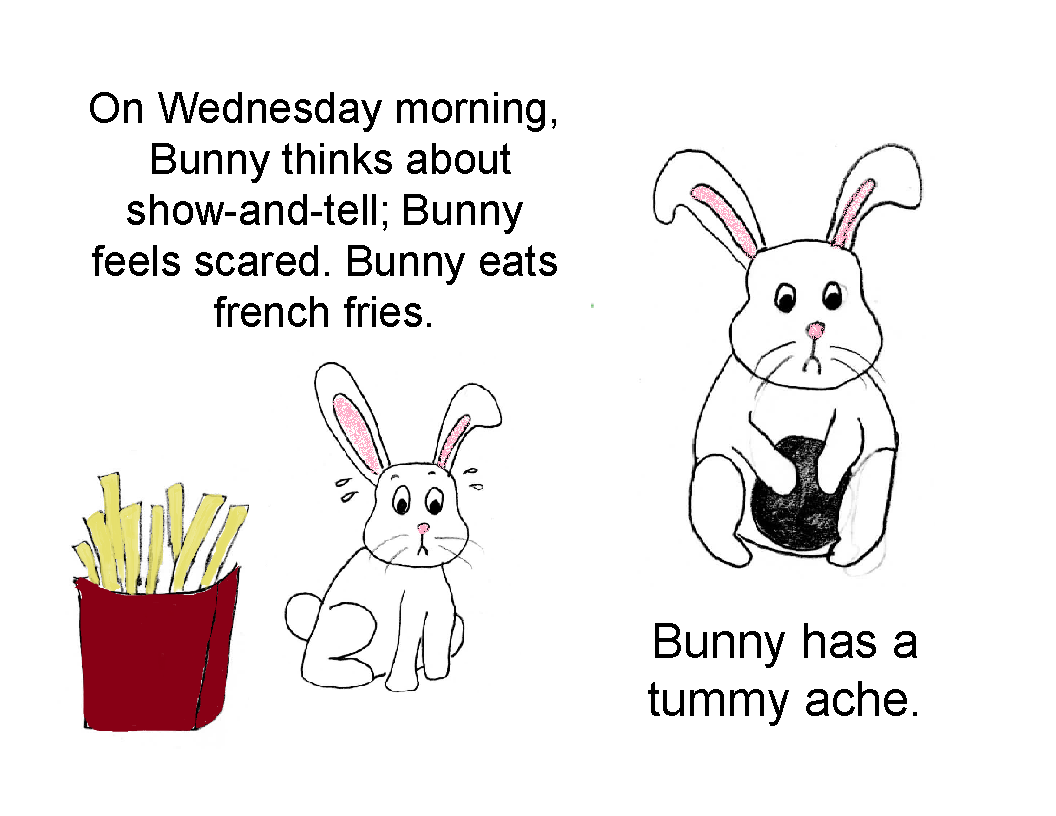 On Wednesday morning,
Bunny thinks about
show-and-tell; Bunny
feels scared. Bunny eats
french fries.
Bunny has a
tummy ache.